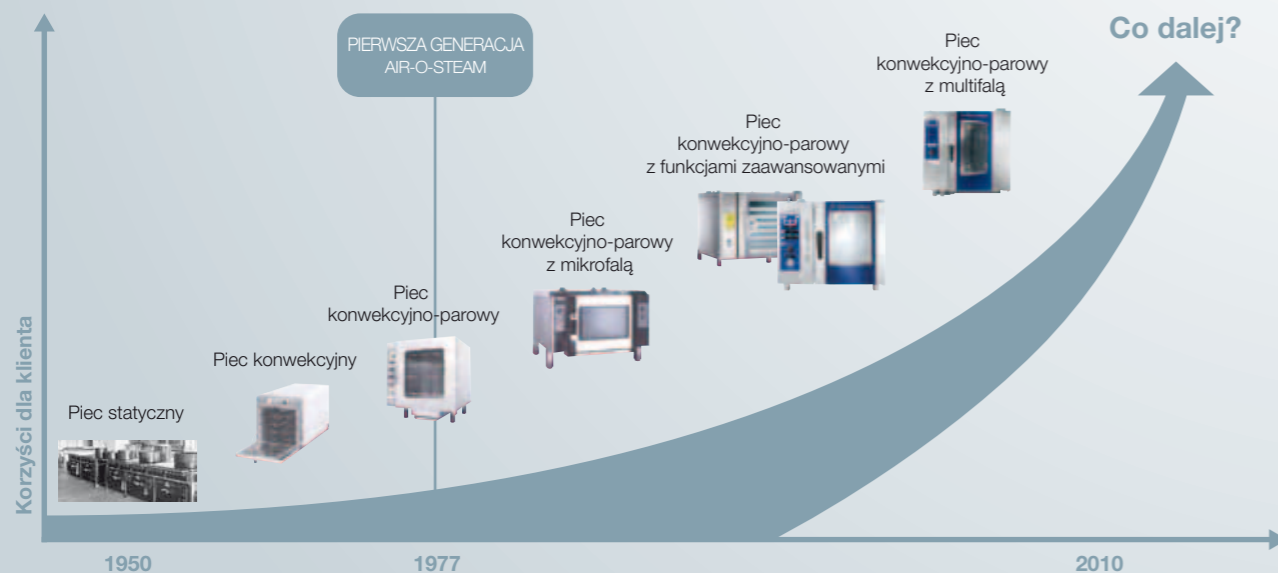 Co dalej?
PIERWSZA GENERACJA
AIR-O-STEAM
Piec
konwekcyjno-parowy
z multifalą
Piec
konwekcyjno-parowy
z funkcjami zaawansowanymi
Piec
konwekcyjno-parowy
z mikrofalą
Piec
konwekcyjno-parowy
Piec konwekcyjny
Piec statyczny
Korzyści dla klienta
1950
1977
2010